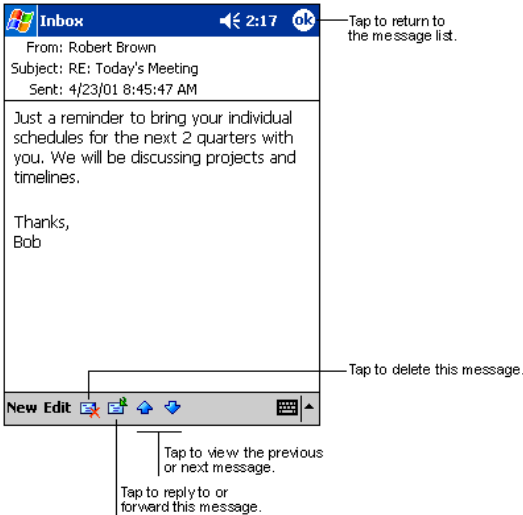 Inbox 2:17 ok
Tap to return to
the message list.
From: Robert Brown
Subject: RE: Today's Meeting
Sent: 4/23/01 8:45:47 AM
Just a reminder to bring your individual
schedules for the next 2 quarters with
you. We will be discussing projects and
timelines.
Thanks,
Bob
Tap to delete this message.
New Edit
Tap to view the previous
or next message.
Tap to reply to or
forward this message.